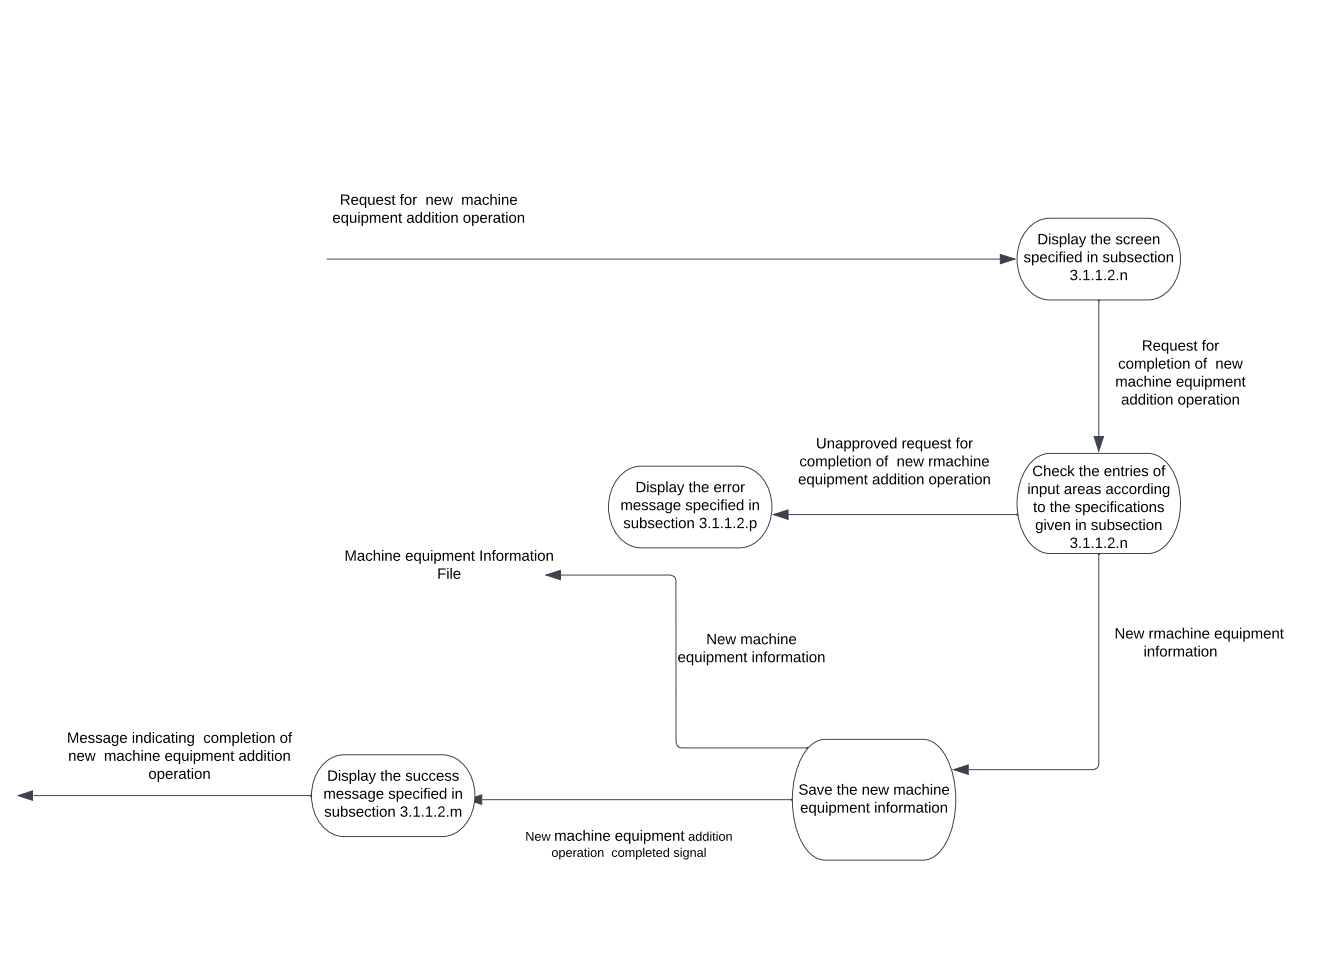 Request for  new  machine
equipment addition operation
Display the screen
specified in subsection
3.1.1.2.n
Request for
completion of  new
machine equipment
addition operation
Unapproved request for
completion of  new rmachine
equipment addition operation
Check the entries of
input areas according
to the specifications
given in subsection
3.1.1.2.n
Display the error
message specified in
subsection 3.1.1.2.p
Machine equipment Information
File
New machine
equipment information
New rmachine equipment
information
Message indicating  completion of
new  machine equipment addition
operation
Display the success
message specified in
subsection 3.1.1.2.m
Save the new machine
equipment information
New machine equipment addition
operation  completed signal